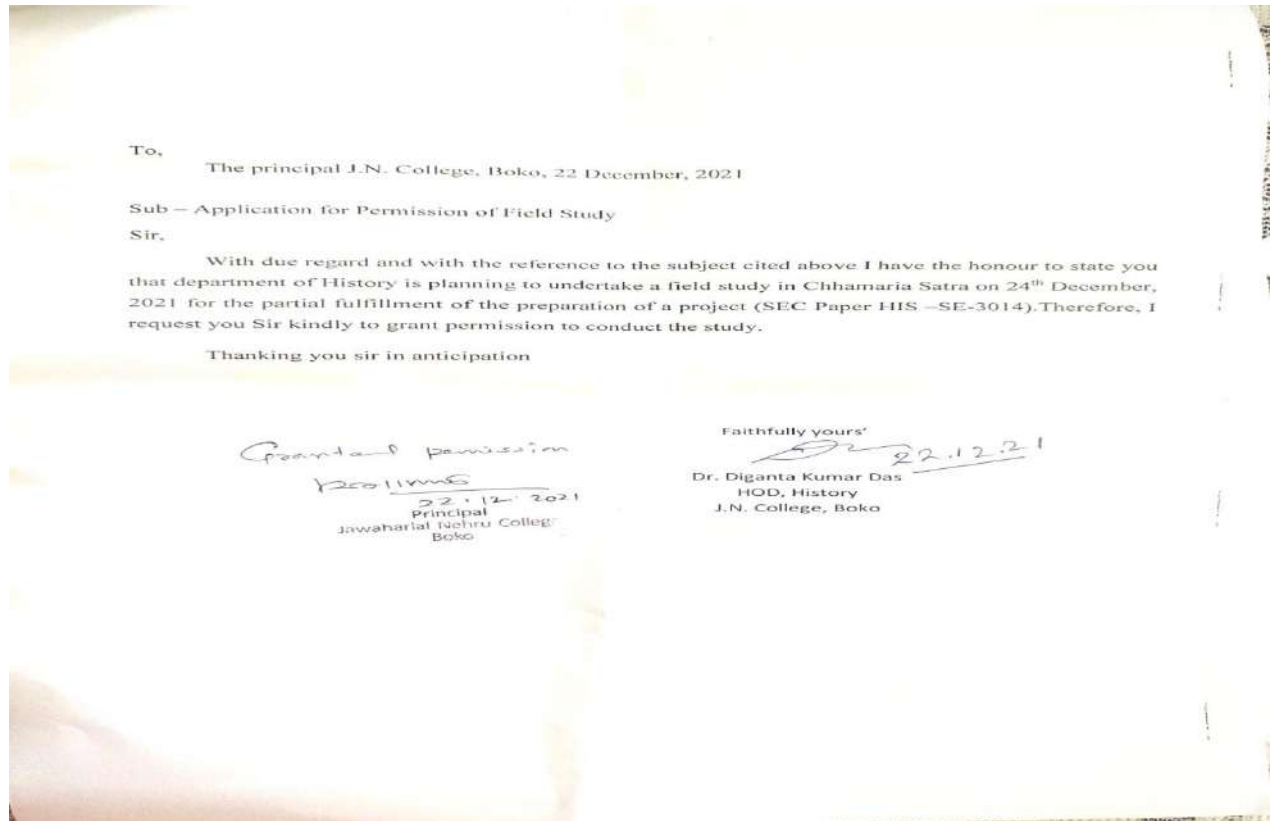 To,
The principal J.N. College, Boko, 22 December, 2021
Sub – Application for Permission of Field Study
Sir,
With due regard and with the reference to the subject cited above I have the honour to state you
that department of History is planning to undertake a field study in Chhamaria Satra on 24th December,
2021 for the partial fulfillment of the preparation of a project (SEC Paper HIS –SE-3014).Therefore, I
request you Sir kindly to grant permission to conduct the study.
Thanking you sir in anticipation
Faithfully yours'
22.12.21
Dr. Diganta Kumar Das
HOD, History
J.N. College, Boko
Granted permission
22.12.2021
Principal
Jawaharlal Nehru College
Boko